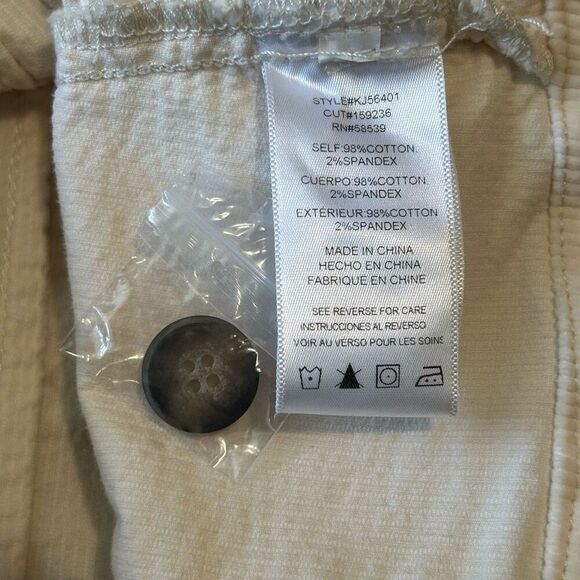 STYLE#KJ56401
CUT#159236
RN#58539
SELF:98%COTTON.
2%SPANDEX
CUERPO:98%COTTON.
2%SPANDEX
EXTÉRIEUR:98%COTTON
2%SPANDEX
MADE IN CHINA
HECHO EN CHINA
FABRIQUE EN CHINE
SEE REVERSE FOR CARE
INSTRUCCIONES AL REVERSO
VOIR AU VERSO POUR LES SOINS